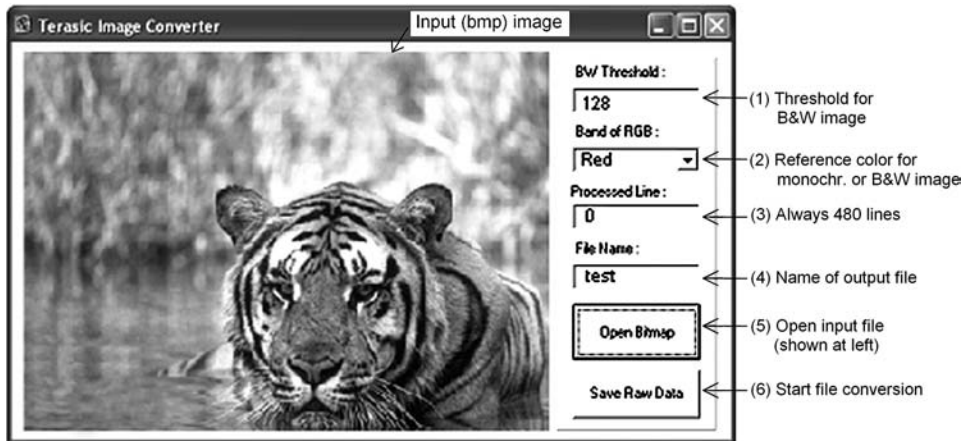 Terasic Image Converter
Input (bmp) image
BW Threshold :
128
(1) Threshold for
B&W image
Band of RGB :
Red
(2) Reference color for
monochr. or B&W image
Processed Line :
0
(3) Always 480 lines
File Name :
test
(4) Name of output file
Open Bitmap
(5) Open input file
(shown at left)
Save Raw Data
(6) Start file conversion